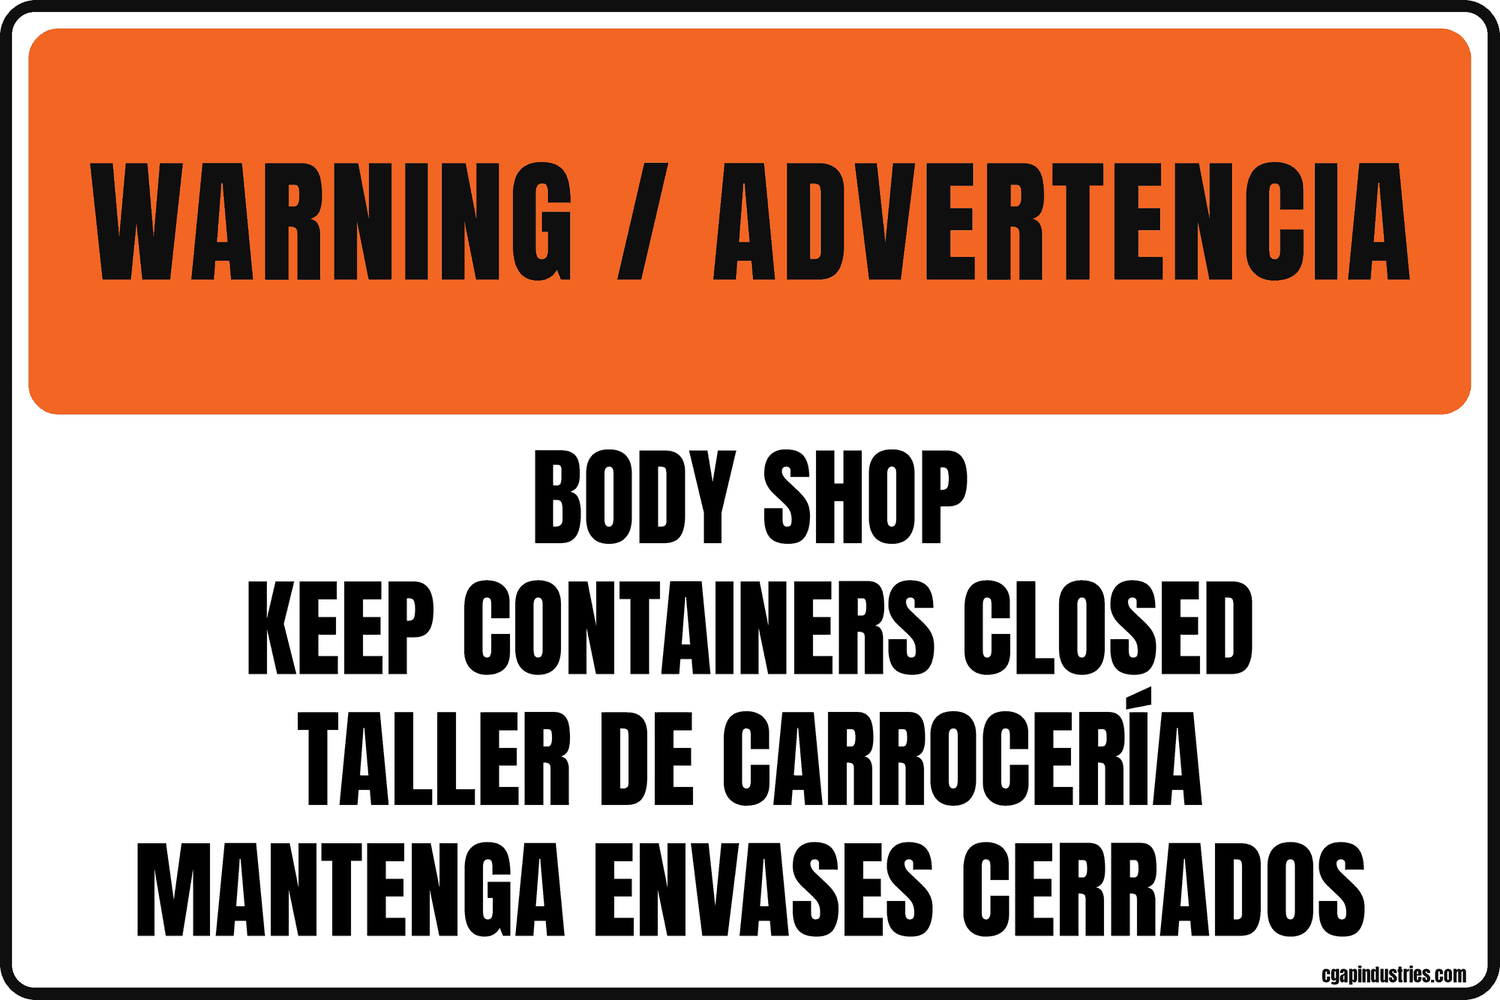 WARNING / ADVERTENCIA
BODY SHOP
KEEP CONTAINERS CLOSED
TALLER DE CARROCERÍA
MANTENGA ENVASES CERRADOS
cgapindustries.com